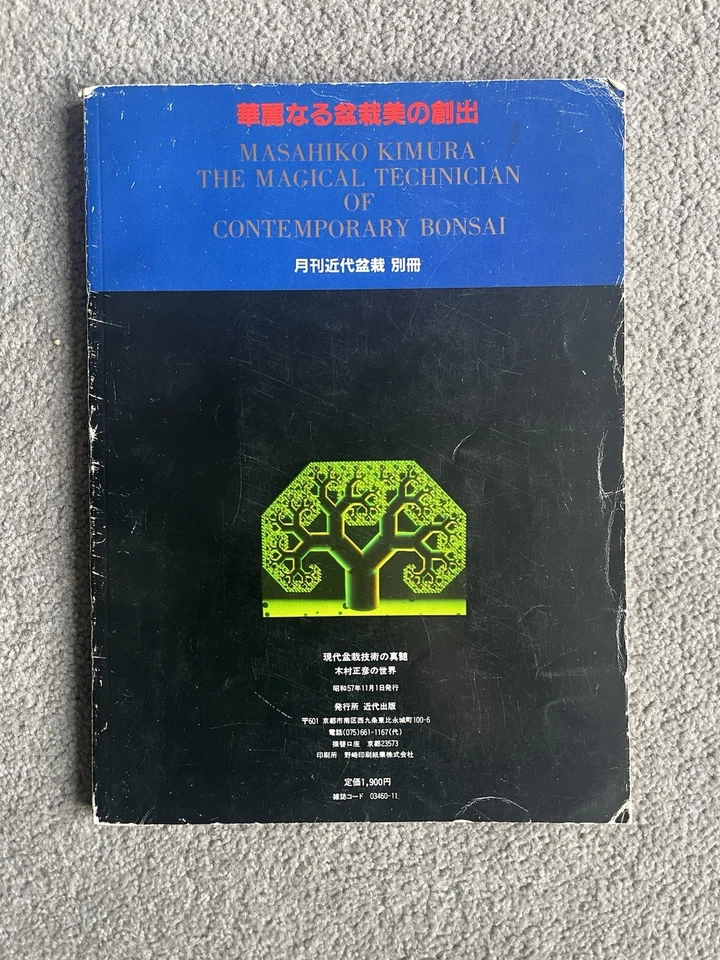 華麗なる盆栽美の創出
MASAHIKO KIMURA
THE MAGICAL TECHNICIAN
OF
CONTEMPORARY BONSAI
月刊近代盆栽 別冊
現代盆栽技術の真髄
木村正彦の世界
昭和57年11月1日発行
発行所 近代出版
〒601 京都市南区西九条東比永城町100-6
電話(075)661-1167(代)
振替口座 京都23573
印刷所 野崎印刷紙業株式会社
定価1,900円
雑誌コード 03460-11